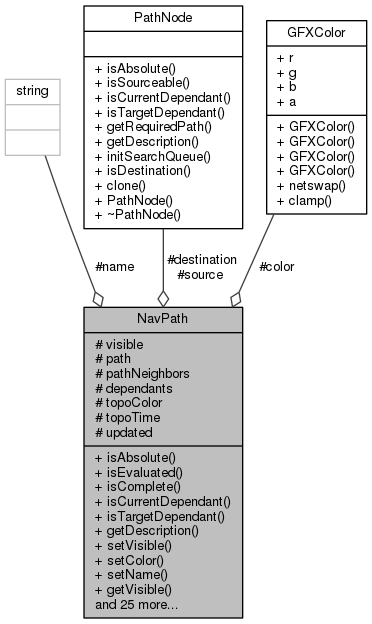 PathNode
+ isAbsolute()
+ isSourceable()
+ isCurrentDependant()
+ isTargetDependant()
+ getRequiredPath()
+ getDescription()
+ initSearchQueue()
+ isDestination()
+ clone()
+ PathNode()
+ ~PathNode()
GFXColor
+ r
+ g
+ b
+ a
+ GFXColor()
+ GFXColor()
+ GFXColor()
+ GFXColor()
+ netswap()
+ clamp()
string
#name
#destination
#source
#color
NavPath
# visible
# path
# pathNeighbors
# dependants
# topoColor
# topoTime
# updated
+ isAbsolute()
+ isEvaluated()
+ isComplete()
+ isCurrentDependant()
+ isTargetDependant()
+ getDescription()
+ setVisible()
+ setColor()
+ setName()
+ getVisible()
and 25 more...